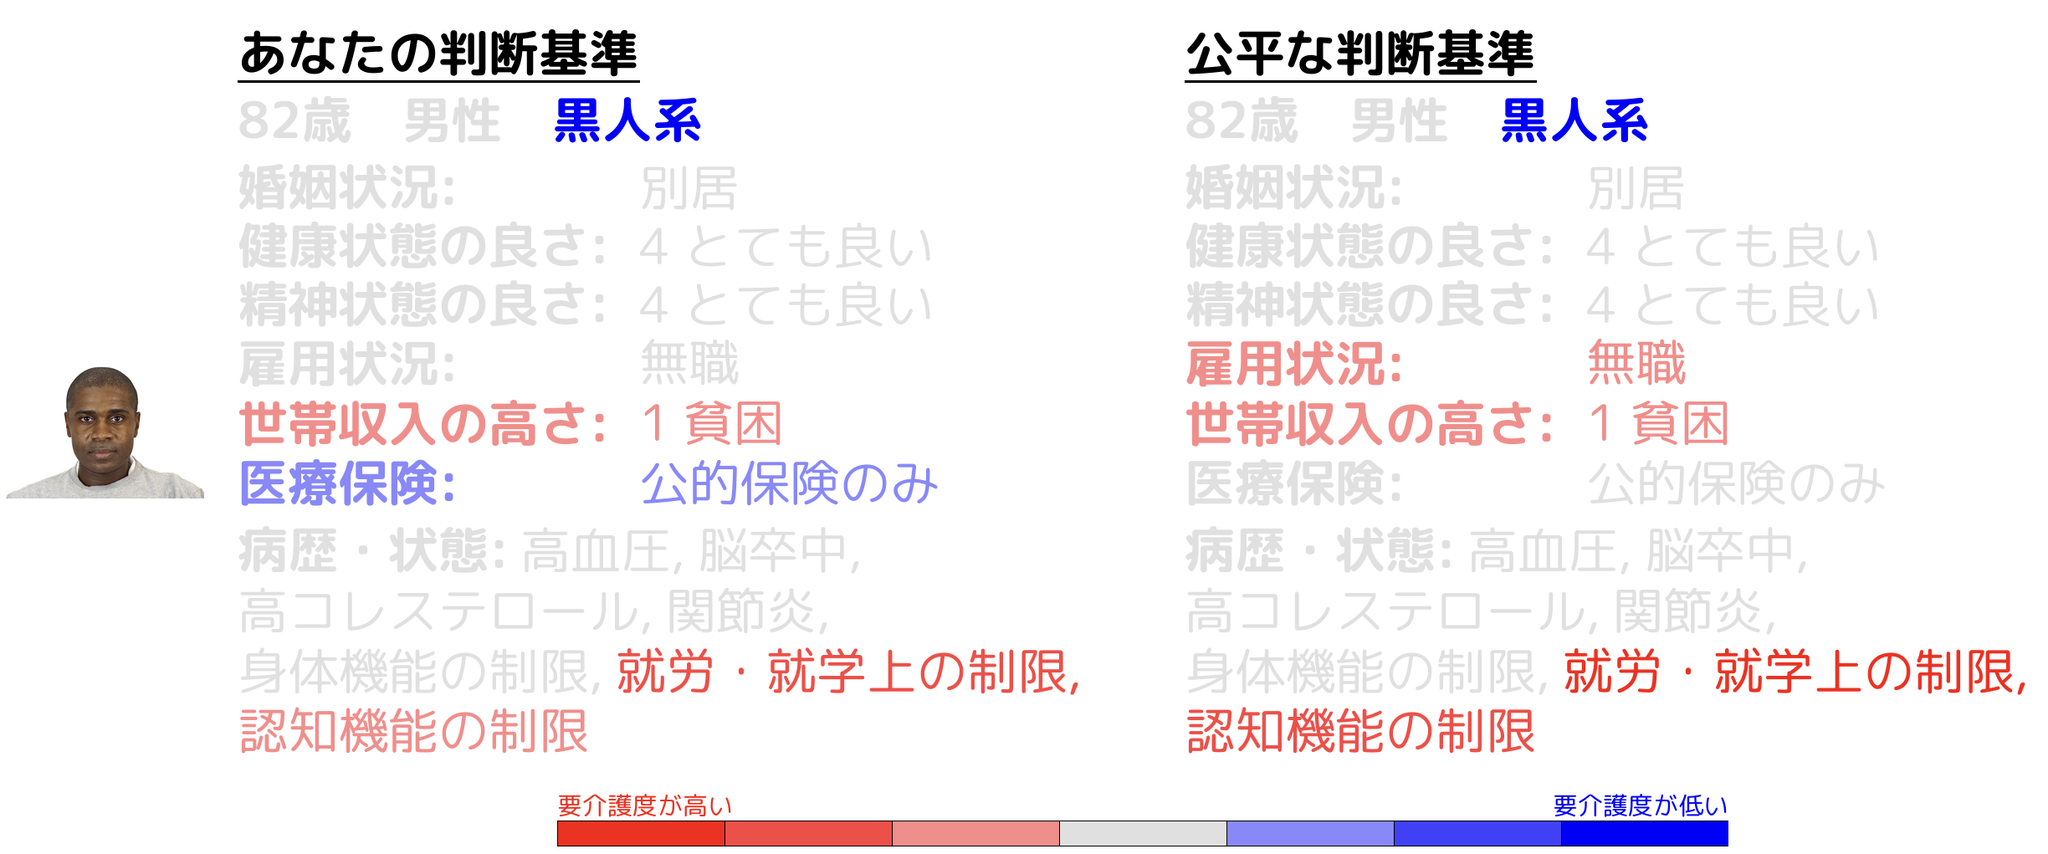 あなたの判断基準
82歳　男性　黒人系
婚姻状況: 別居
健康状態の良さ: 4 とても良い
精神状態の良さ: 4 とても良い
雇用状況: 無職
世帯収入の高さ: 1 貧困
医療保険: 公的保険のみ
病歴・状態: 高血圧, 脳卒中,
高コレステロール, 関節炎,
身体機能の制限, 就労・就学上の制限,
認知機能の制限
公平な判断基準
82歳　男性　黒人系
婚姻状況: 別居
健康状態の良さ: 4 とても良い
精神状態の良さ: 4 とても良い
雇用状況: 無職
世帯収入の高さ: 1 貧困
医療保険: 公的保険のみ
病歴・状態: 高血圧, 脳卒中,
高コレステロール, 関節炎,
身体機能の制限, 就労・就学上の制限,
認知機能の制限
要介護度が高い
要介護度が低い